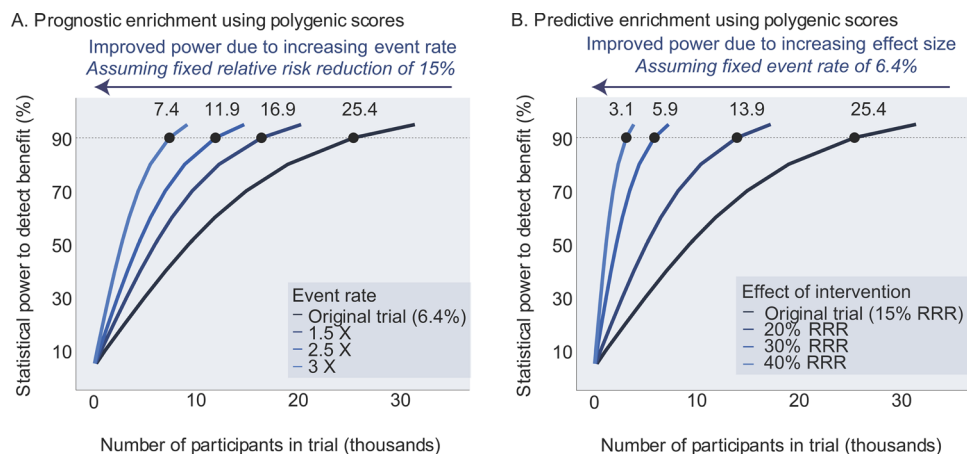 A. Prognostic enrichment using polygenic scores
Improved power due to increasing event rate
Assuming fixed relative risk reduction of 15%
7.4 11.9 16.9 25.4
Statistical power to detect benefit (%)
90
70
50
30
10
Event rate
Original trial (6.4%)
1.5 X
2.5 X
3 X
0 10 20 30
Number of participants in trial (thousands)
B. Predictive enrichment using polygenic scores
Improved power due to increasing effect size
Assuming fixed event rate of 6.4%
3.1 5.9 13.9 25.4
Statistical power to detect benefit (%)
90
70
50
30
10
Effect of intervention
Original trial (15% RRR)
20% RRR
30% RRR
40% RRR
0 10 20 30
Number of participants in trial (thousands)